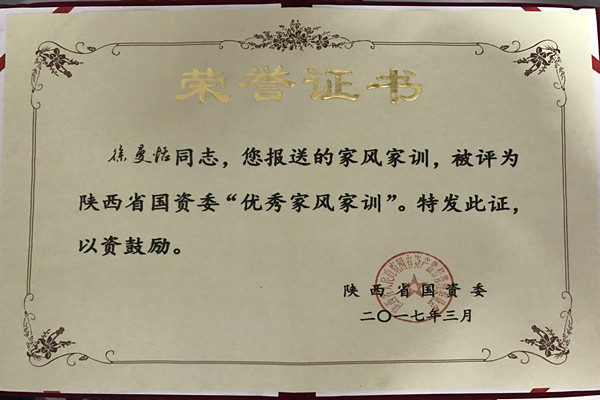 荣誉证书
同志，您报送的家风家训，被评为
陕西省国资委“优秀家风家训”。特发此证，
以资鼓励。
陕西省国资委
二〇一七年三月